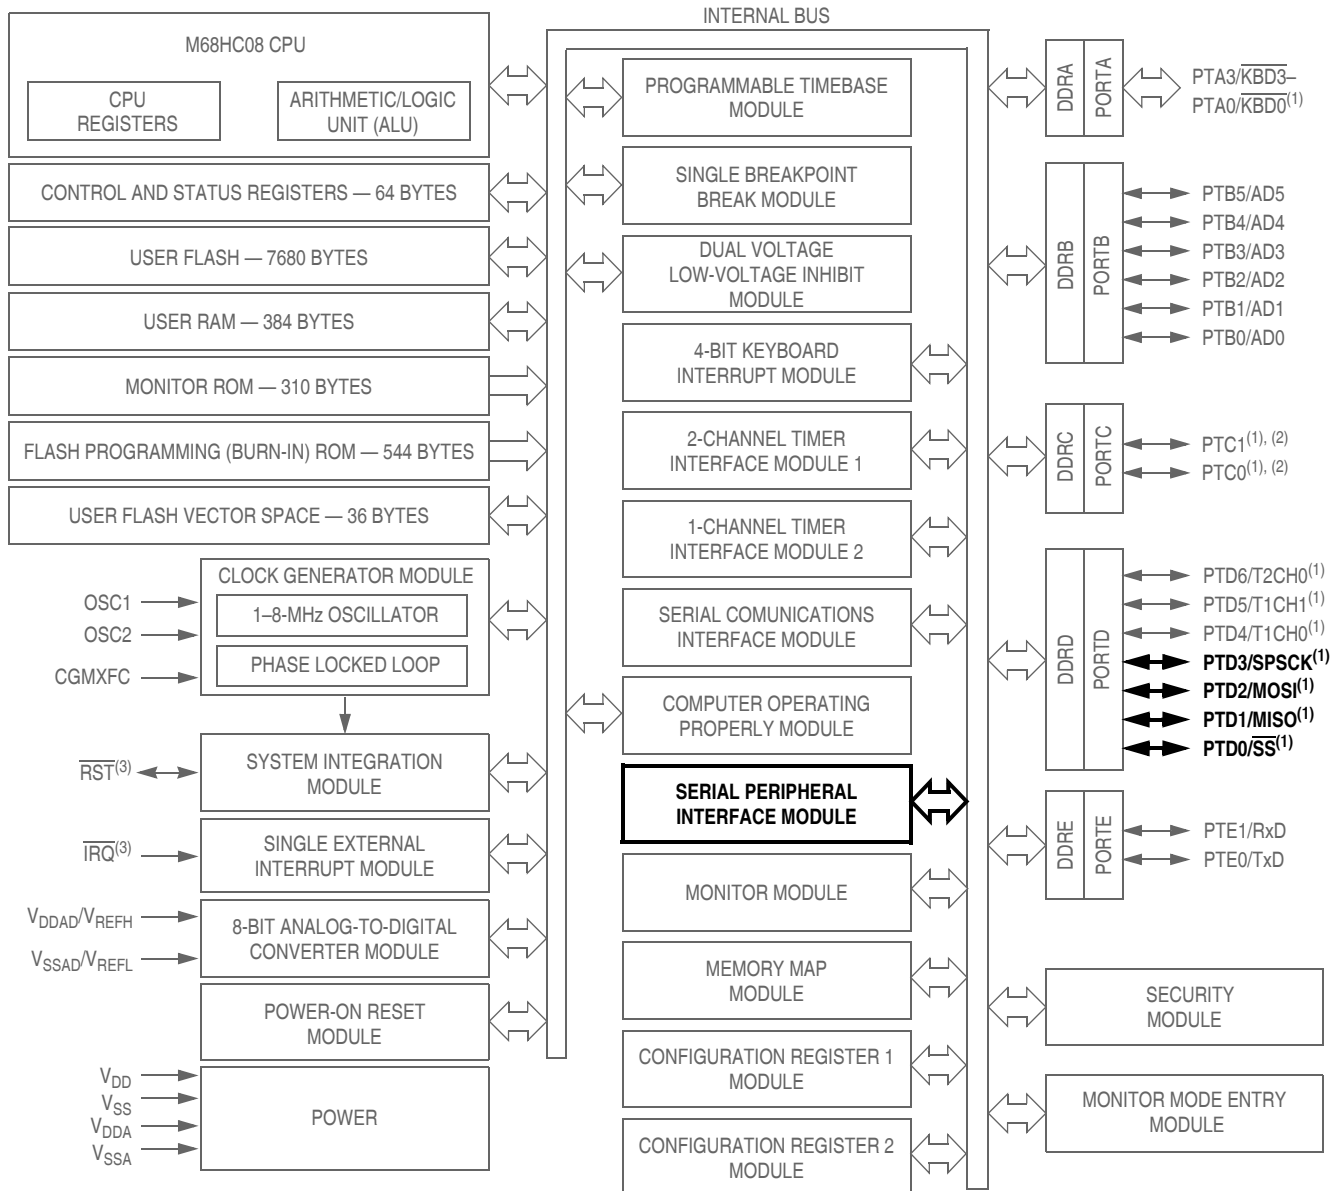 INTERNAL BUS
M68HC08 CPU
CPU
REGISTERS
ARITHMETIC/LOGIC
UNIT (ALU)
CONTROL AND STATUS REGISTERS — 64 BYTES
USER FLASH — 7680 BYTES
USER RAM — 384 BYTES
MONITOR ROM — 310 BYTES
FLASH PROGRAMMING (BURN-IN) ROM — 544 BYTES
USER FLASH VECTOR SPACE — 36 BYTES
CLOCK GENERATOR MODULE
1–8-MHz OSCILLATOR
PHASE LOCKED LOOP
OSC1
OSC2
CGMXFC
SYSTEM INTEGRATION
MODULE
RST(3)
SINGLE EXTERNAL
INTERRUPT MODULE
IRQ(3)
8-BIT ANALOG-TO-DIGITAL
CONVERTER MODULE
VDDAD/VREFH
VSSAD/VREFL
POWER-ON RESET
MODULE
POWER
VDD
VSS
VDDA
VSSA
PROGRAMMABLE TIMEBASE
MODULE
SINGLE BREAKPOINT
BREAK MODULE
DUAL VOLTAGE
LOW-VOLTAGE INHIBIT
MODULE
4-BIT KEYBOARD
INTERRUPT MODULE
2-CHANNEL TIMER
INTERFACE MODULE 1
1-CHANNEL TIMER
INTERFACE MODULE 2
SERIAL COMUNICATIONS
INTERFACE MODULE
COMPUTER OPERATING
PROPERLY MODULE
SERIAL PERIPHERAL
INTERFACE MODULE
MONITOR MODULE
MEMORY MAP
MODULE
CONFIGURATION REGISTER 1
MODULE
CONFIGURATION REGISTER 2
MODULE
DDRA
PORTA
PTA3/KBD3–
PTA0/KBD0(1)
DDRB
PORTB
PTB5/AD5
PTB4/AD4
PTB3/AD3
PTB2/AD2
PTB1/AD1
PTB0/AD0
DDRC
PORTC
PTC1(1), (2)
PTC0(1), (2)
DDRD
PORTD
PTD6/T2CH0(1)
PTD5/T1CH1(1)
PTD4/T1CH0(1)
PTD3/SPSCK(1)
PTD2/MOSI(1)
PTD1/MISO(1)
PTD0/SS(1)
DDRE
PORTE
PTE1/RxD
PTE0/TxD
SECURITY
MODULE
MONITOR MODE ENTRY
MODULE